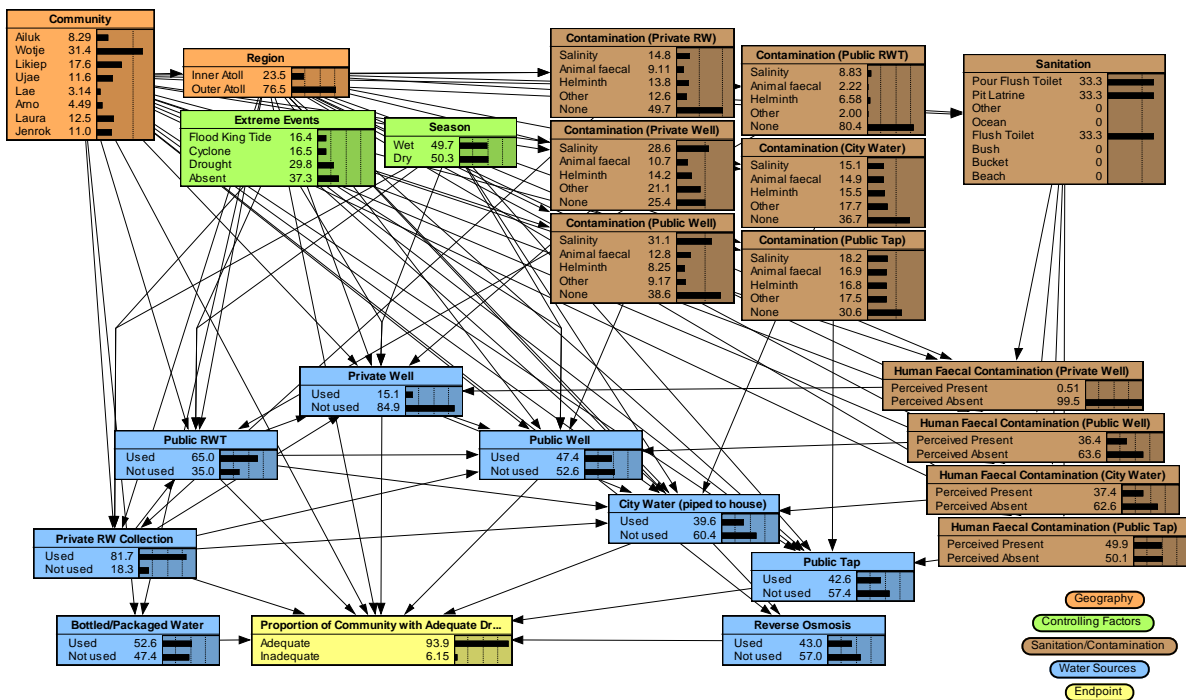 Community
Ailuk 8.29
Wotje 31.4
Likiep 17.6
Ujae 11.6
Lae 3.14
Arno 4.49
Laura 12.5
Jenrok 11.0
Region
Inner Atoll 23.5
Outer Atoll 76.5
Extreme Events
Flood King Tide 16.4
Cyclone 16.5
Drought 29.8
Absent 37.3
Season
Wet 49.7
Dry 50.3
Contamination (Private RW)
Salinity 14.8
Animal faecal 9.11
Helminth 13.8
Other 12.6
None 49.7
Contamination (Public RWT)
Salinity 8.83
Animal faecal 2.22
Helminth 6.58
Other 2.00
None 80.4
Contamination (Private Well)
Salinity 28.6
Animal faecal 10.7
Helminth 14.2
Other 21.1
None 25.4
Contamination (City Water)
Salinity 15.1
Animal faecal 14.9
Helminth 15.5
Other 17.7
None 36.7
Contamination (Public Well)
Salinity 31.1
Animal faecal 12.8
Helminth 8.25
Other 9.17
None 38.6
Contamination (Public Tap)
Salinity 18.2
Animal faecal 16.9
Helminth 16.8
Other 17.5
None 30.6
Sanitation
Pour Flush Toilet 33.3
Pit Latrine 33.3
Other 0
Ocean 0
Flush Toilet 33.3
Bush 0
Bucket 0
Beach 0
Private Well
Used 15.1
Not used 84.9
Human Faecal Contamination (Private Well)
Perceived Present 0.51
Perceived Absent 99.5
Human Faecal Contamination (Public Well)
Perceived Present 36.4
Perceived Absent 63.6
Public RWT
Used 65.0
Not used 35.0
Public Well
Used 47.4
Not used 52.6
Human Faecal Contamination (City Water)
Perceived Present 37.4
Perceived Absent 62.6
City Water (piped to house)
Used 39.6
Not used 60.4
Human Faecal Contamination (Public Tap)
Perceived Present 49.9
Perceived Absent 50.1
Private RW Collection
Used 81.7
Not used 18.3
Public Tap
Used 42.6
Not used 57.4
Bottled/Packaged Water
Used 52.6
Not used 47.4
Proportion of Community with Adequate Dr...
Adequate 93.9
Inadequate 6.15
Reverse Osmosis
Used 43.0
Not used 57.0
Geography
Controlling Factors
Sanitation/Contamination
Water Sources
Endpoint